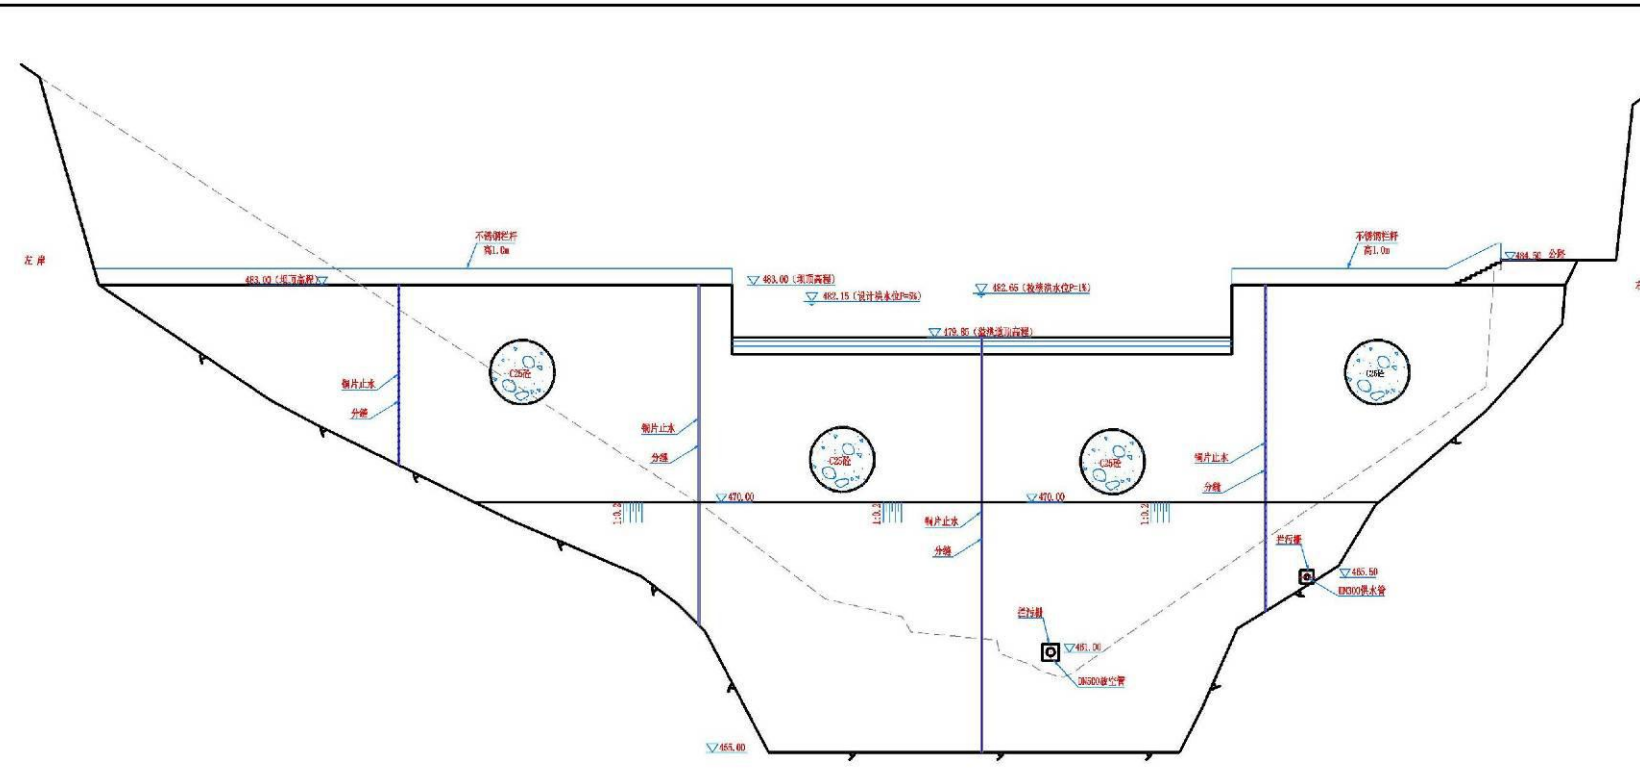 不锈钢栏杆
高1.0m
不锈钢栏杆
高1.0m
左岸
484.50 公路
483.00（坝顶高程）
483.00（坝顶高程）
482.65（校核洪水位P=1%）
482.15（设计洪水位P=5%）
479.85（溢流堰顶高程）
C25砼
C25砼
铜片止水
分缝
铜片止水
分缝
C25砼
C25砼
铜片止水
分缝
470.00
470.00
1:0.2
1:0.2
1:0.2
铜片止水
分缝
拦污栅
465.50
DN300供水管
拦污栅
461.00
DN500放空管